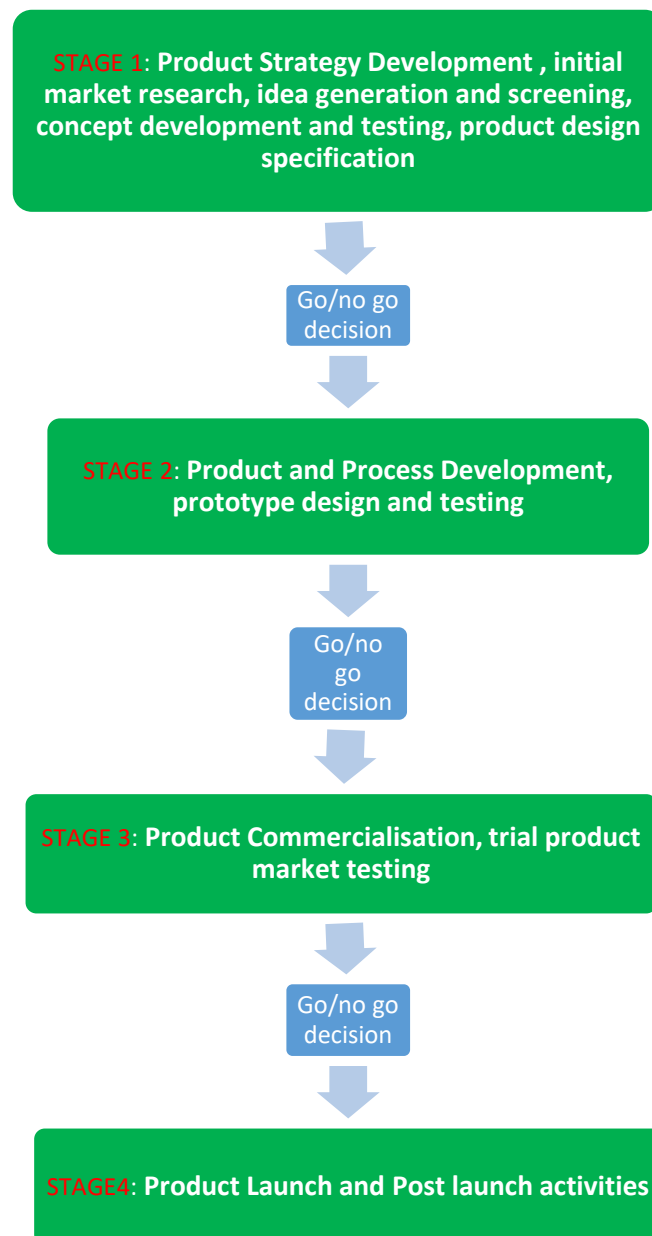 STAGE 1: Product Strategy Development , initial
market research, idea generation and screening,
concept development and testing, product design
specification
Go/no go
decision
STAGE 2: Product and Process Development,
prototype design and testing
Go/no
go
decision
STAGE 3: Product Commercialisation, trial product
market testing
Go/no go
decision
STAGE4: Product Launch and Post launch activities